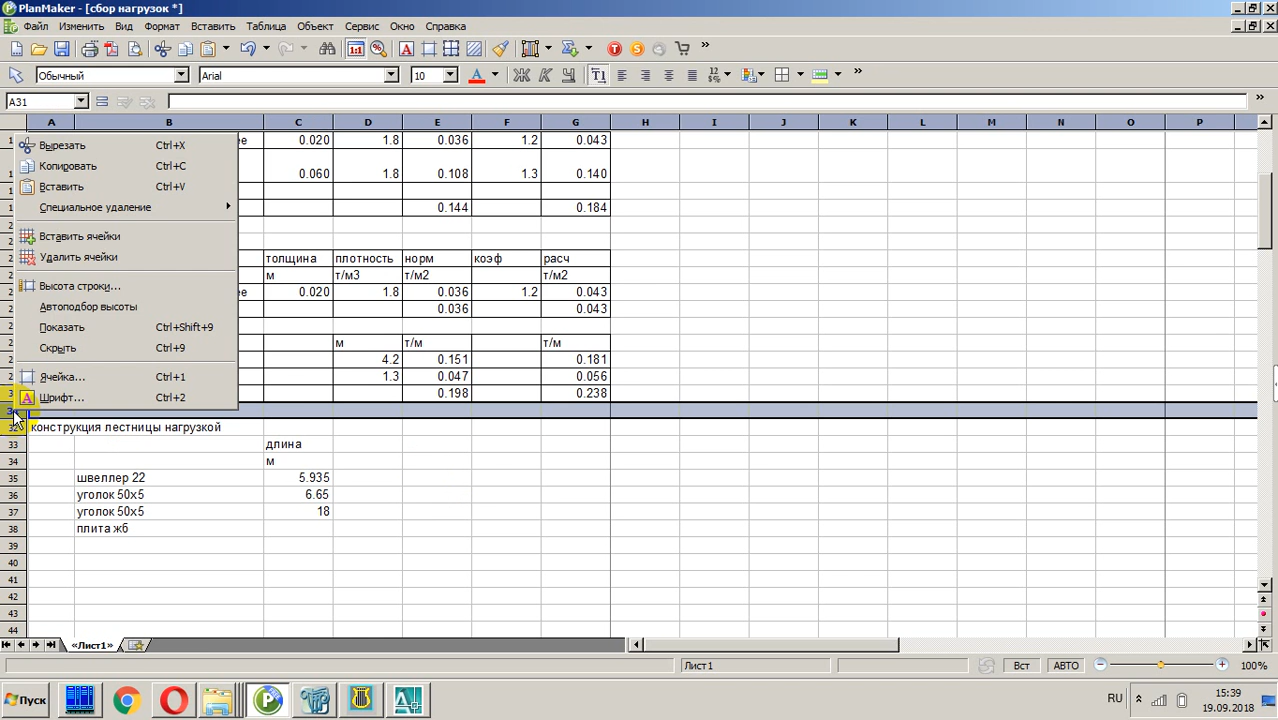 PlanMaker - [сбор нагрузок *]
Файл Изменить Вид Формат Вставить Таблица Объект Сервис Окно Справка
1:1 A T S »
Обычный Arial 10 A Ж К Ч T1 »
A31 »
A B C D E F G H I J K L M N O P
ее 0.020 1.8 0.036 1.2 0.043
Вырезать Ctrl+X
Копировать Ctrl+C
0.060 1.8 0.108 1.3 0.140
Вставить Ctrl+V
Специальное удаление
0.144 0.184
Вставить ячейки
Удалить ячейки
толщина плотность норм коэф расч
м т/м3 т/м2 т/м2
Высота строки...
ее 0.020 1.8 0.036 1.2 0.043
Автоподбор высоты
0.036 0.043
Показать Ctrl+Shift+9
Скрыть Ctrl+9
м т/м т/м
4.2 0.151 0.181
Ячейка... Ctrl+1
1.3 0.047 0.056
Шрифт... Ctrl+2
0.198 0.238
32 конструкция лестницы нагрузкой
33 длина
34 м
35 швеллер 22 5.935
36 уголок 50х5 6.65
37 уголок 50х5 18
38 плита жб
39
40
41
42
43
44
«Лист1»
Лист1 Вст АВТО 100%
Пуск RU 15:39
19.09.2018